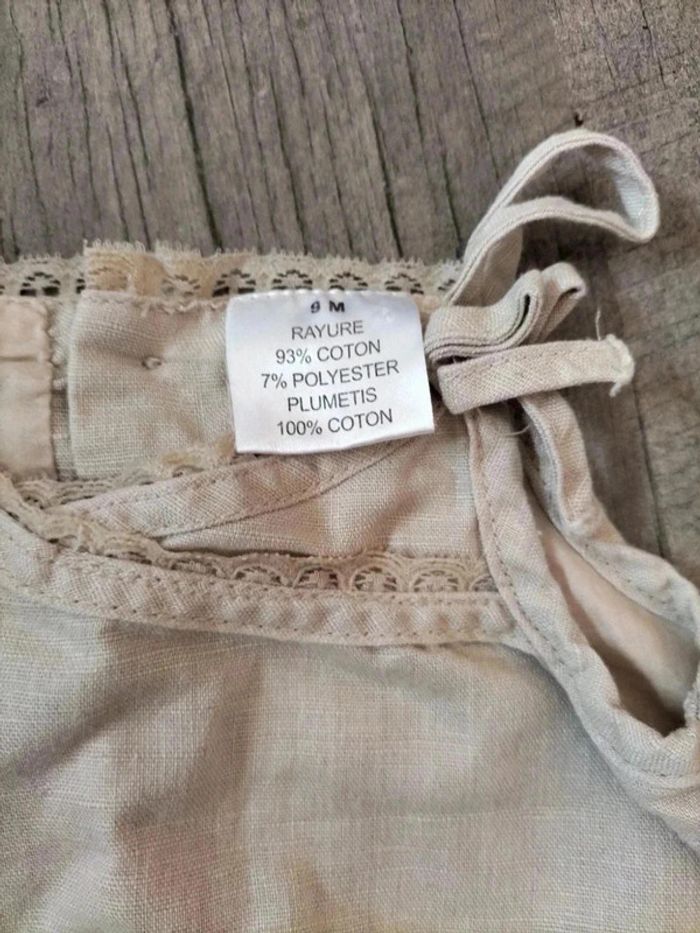 9 M
RAYURE
93% COTON
7% POLYESTER
PLUMETIS
100% COTON